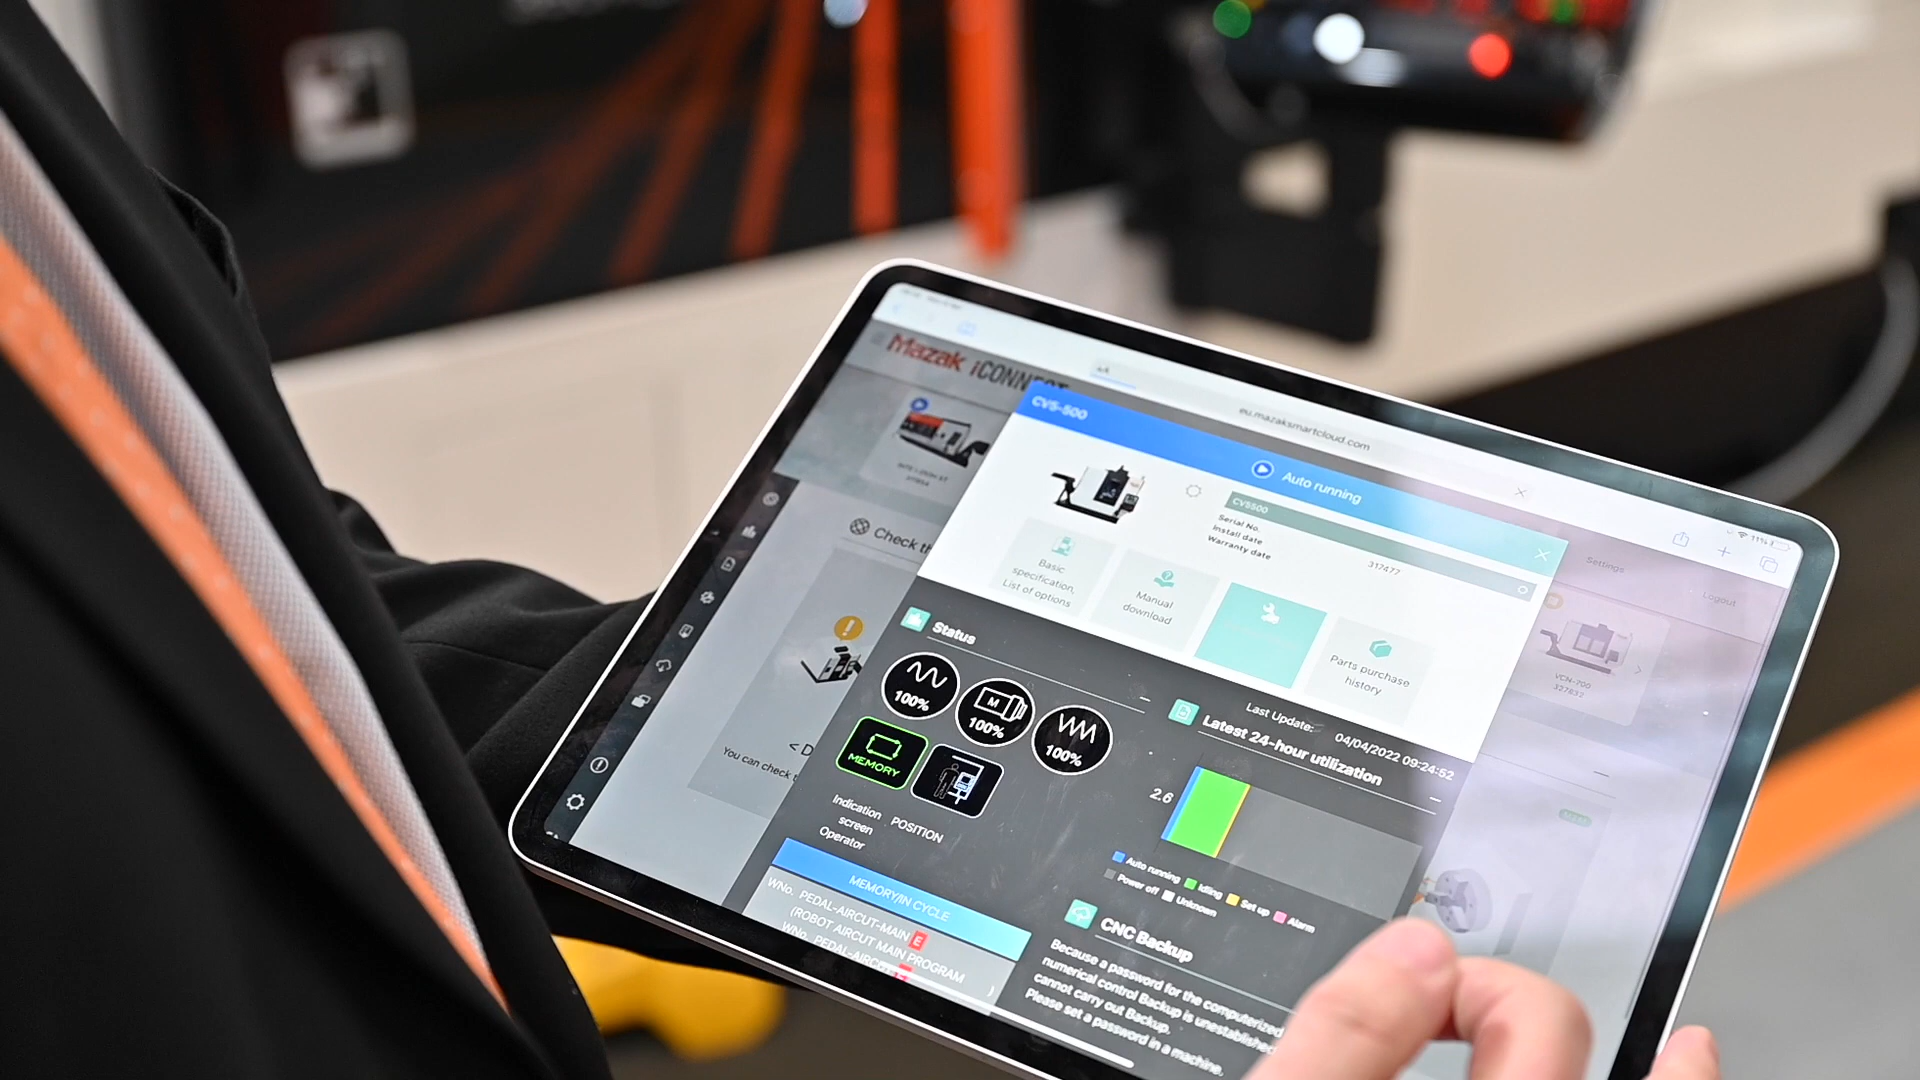 Mazak iCONNECT
eu.mazaksmartcloud.com
11%
CV5-500
Auto running
CV5500
Serial No.
Install date
Warranty date
317477
Settings
Logout
Basic
specification,
List of options
Manual
download
Parts purchase
history
VCN-700
327837
Check th
< D
You can check t
Status
100%
100%
100%
M
MEMORY
Indication
screen
POSITION
Operator
Last Update:
04/04/2022 09:24:52
Latest 24-hour utilization
2.6
Auto running
Idling
Set up
Alarm
Power off
Unknown
MEMORY/IN CYCLE
WNo. PEDAL-AIRCUT-MAIN E
(ROBOT AIRCUT MAIN PROGRAM
)
CNC Backup
Because a password for the computerized
numerical control Backup is unestablished
cannot carry out Backup.
Please set a password in a machine.